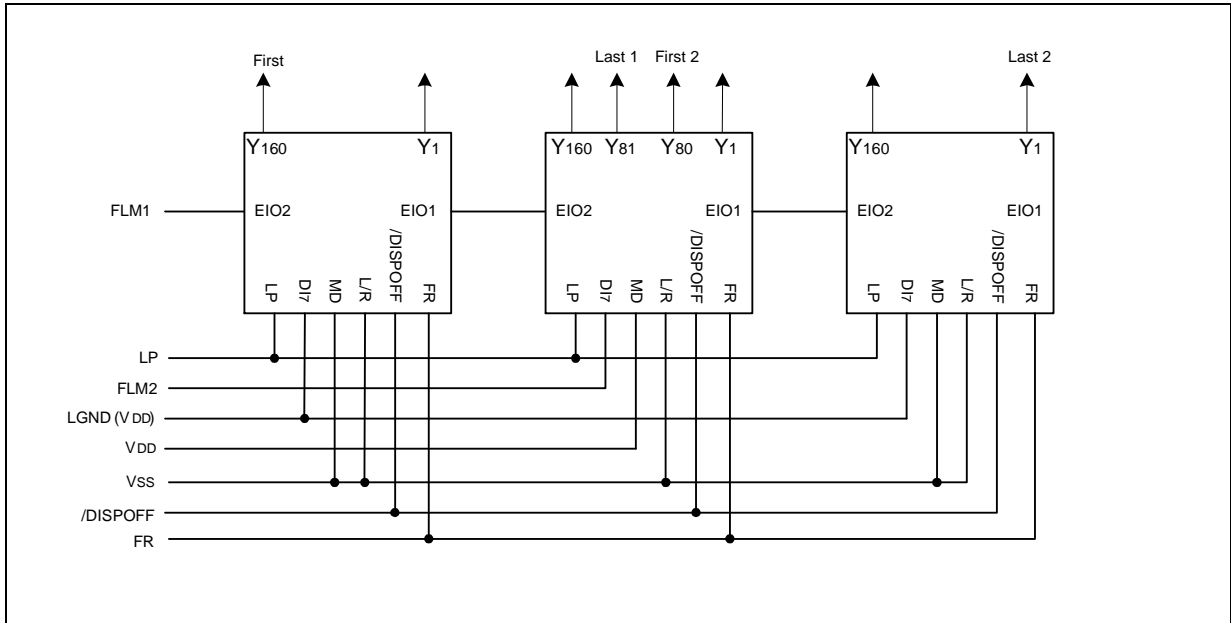 First
Last 1
First 2
Last 2
Y160
Y1
Y160
Y81
Y80
Y1
Y160
Y1
FLM1
EIO2
EIO1
EIO2
EIO1
EIO2
EIO1
LP
DI7
MD
L/R
/DISPOFF
FR
LP
DI7
MD
L/R
/DISPOFF
FR
LP
DI7
MD
L/R
/DISPOFF
FR
LP
FLM2
LGND (VDD)
VDD
VSS
/DISPOFF
FR